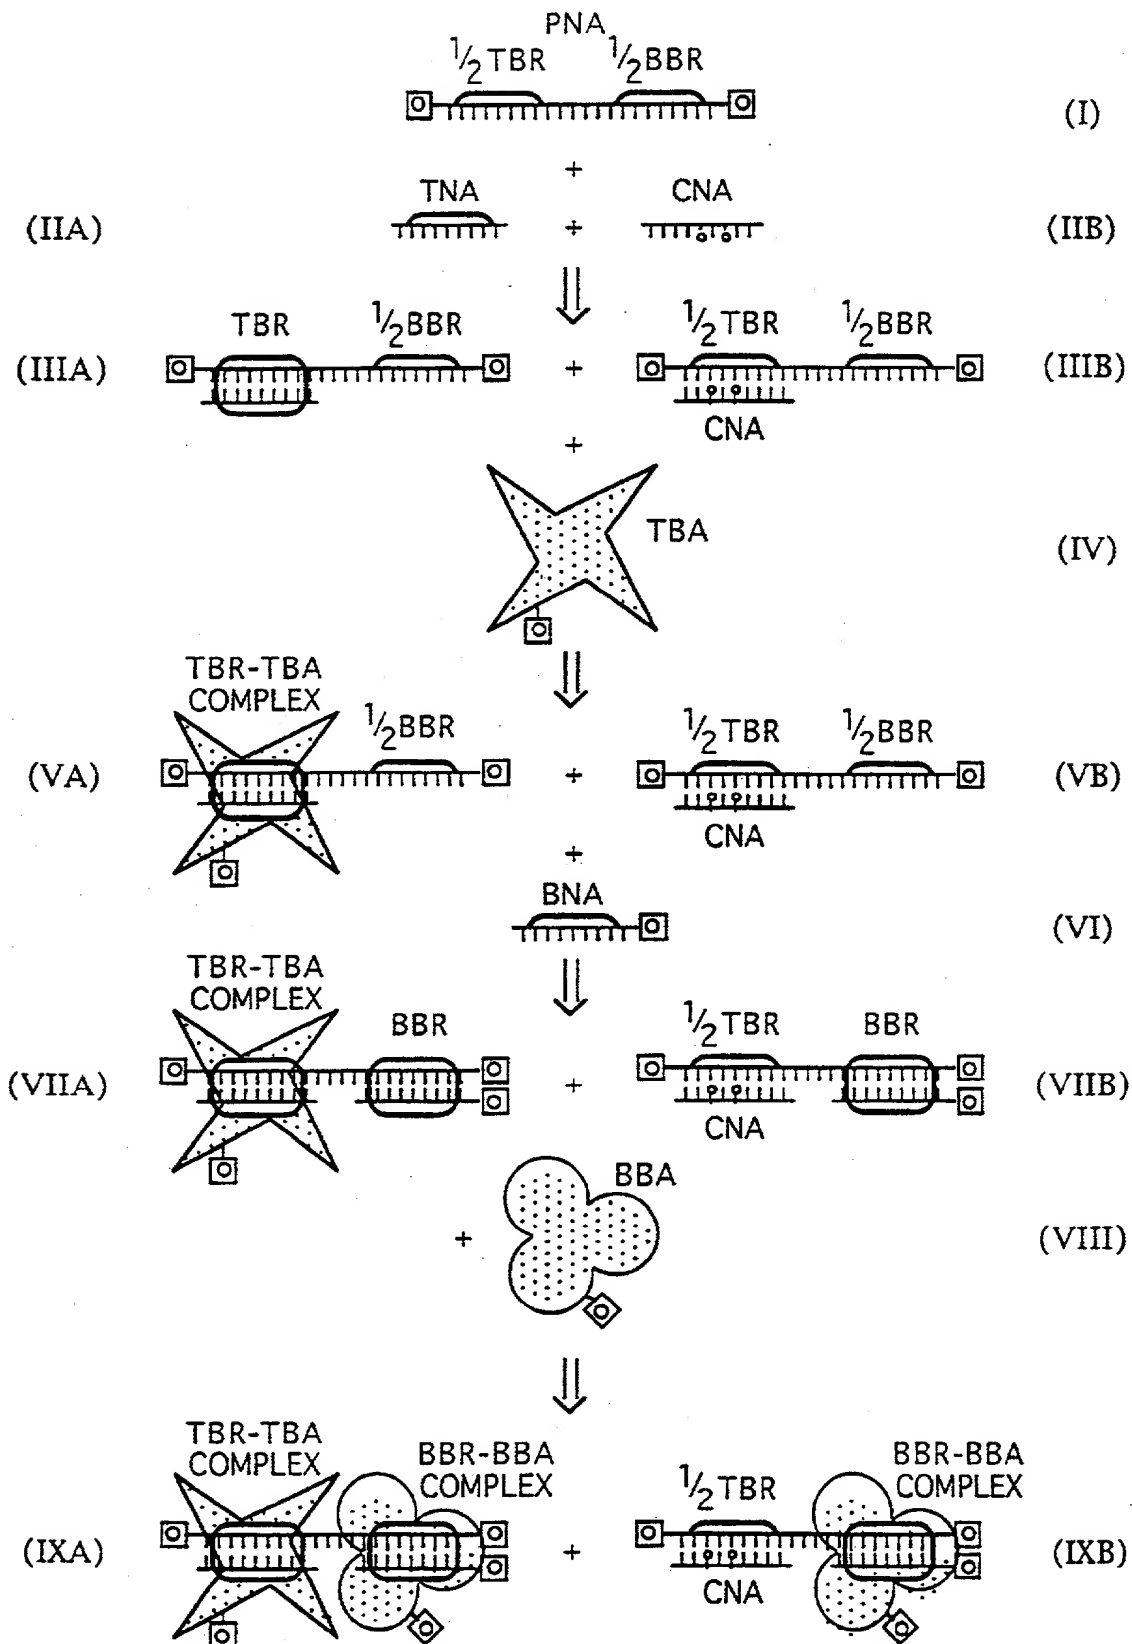 PNA
1/2TBR 1/2BBR
(I)
+
TNA CNA
(IIA) + (IIB)
TBR 1/2BBR 1/2TBR 1/2BBR
(IIIA) + (IIIB)
CNA
+
TBA (IV)
TBR-TBA
COMPLEX
1/2BBR 1/2TBR 1/2BBR
(VA) + (VB)
CNA
+
BNA
(VI)
TBR-TBA
COMPLEX
BBR 1/2TBR BBR
(VIIA) + (VIIB)
CNA
BBA
+ (VIII)
TBR-TBA
COMPLEX
BBR-BBA
COMPLEX
1/2TBR
BBR-BBA
COMPLEX
(IXA) + (IXB)
CNA